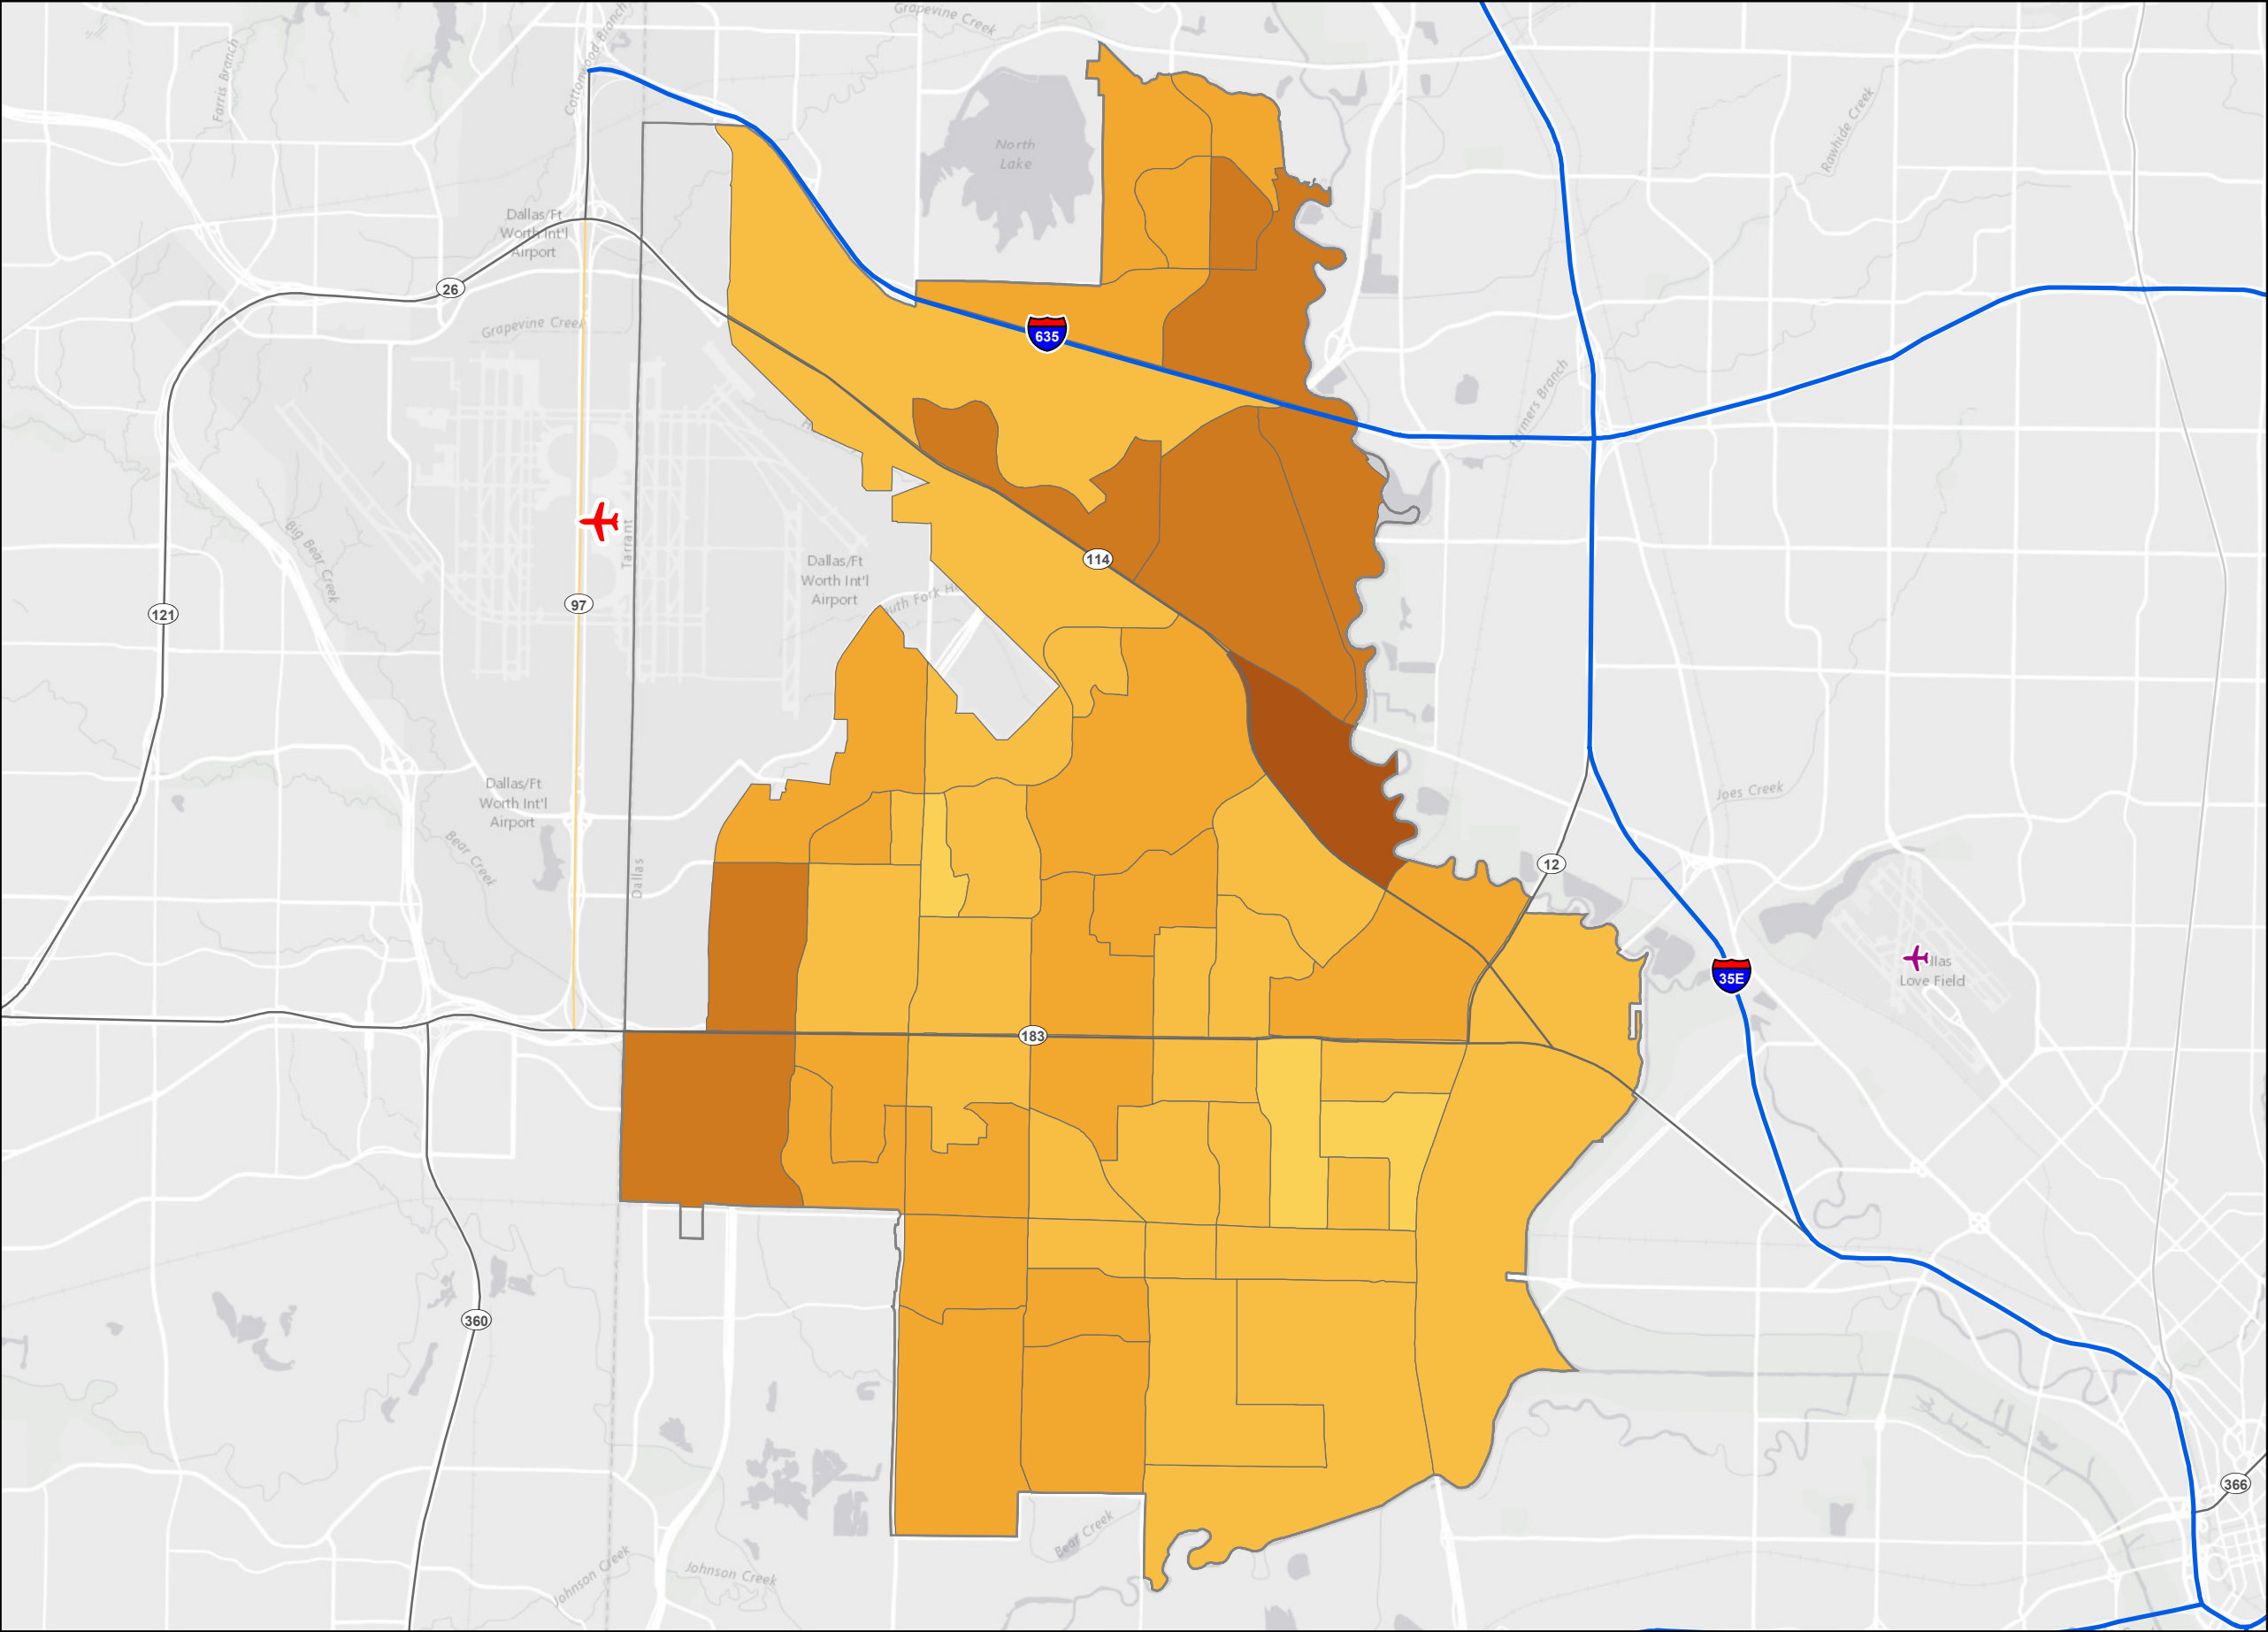 Grapevine Creek
Cottonwood Branch
Farris Branch
Rawhide Creek
North
Lake
Dallas/Ft
Worth Int'l
Airport
26
Grapevine Creek
635
Farmers Branch
Big Bear Creek
Tarrant
114
Dallas/Ft
Worth Int'l
Airport
South Fork
97
121
Dallas/Ft
Worth Int'l
Airport
Joes Creek
Bear Creek
Dallas
12
35E
Love Field
183
360
366
Bear Creek
Johnson Creek
Johnson Creek